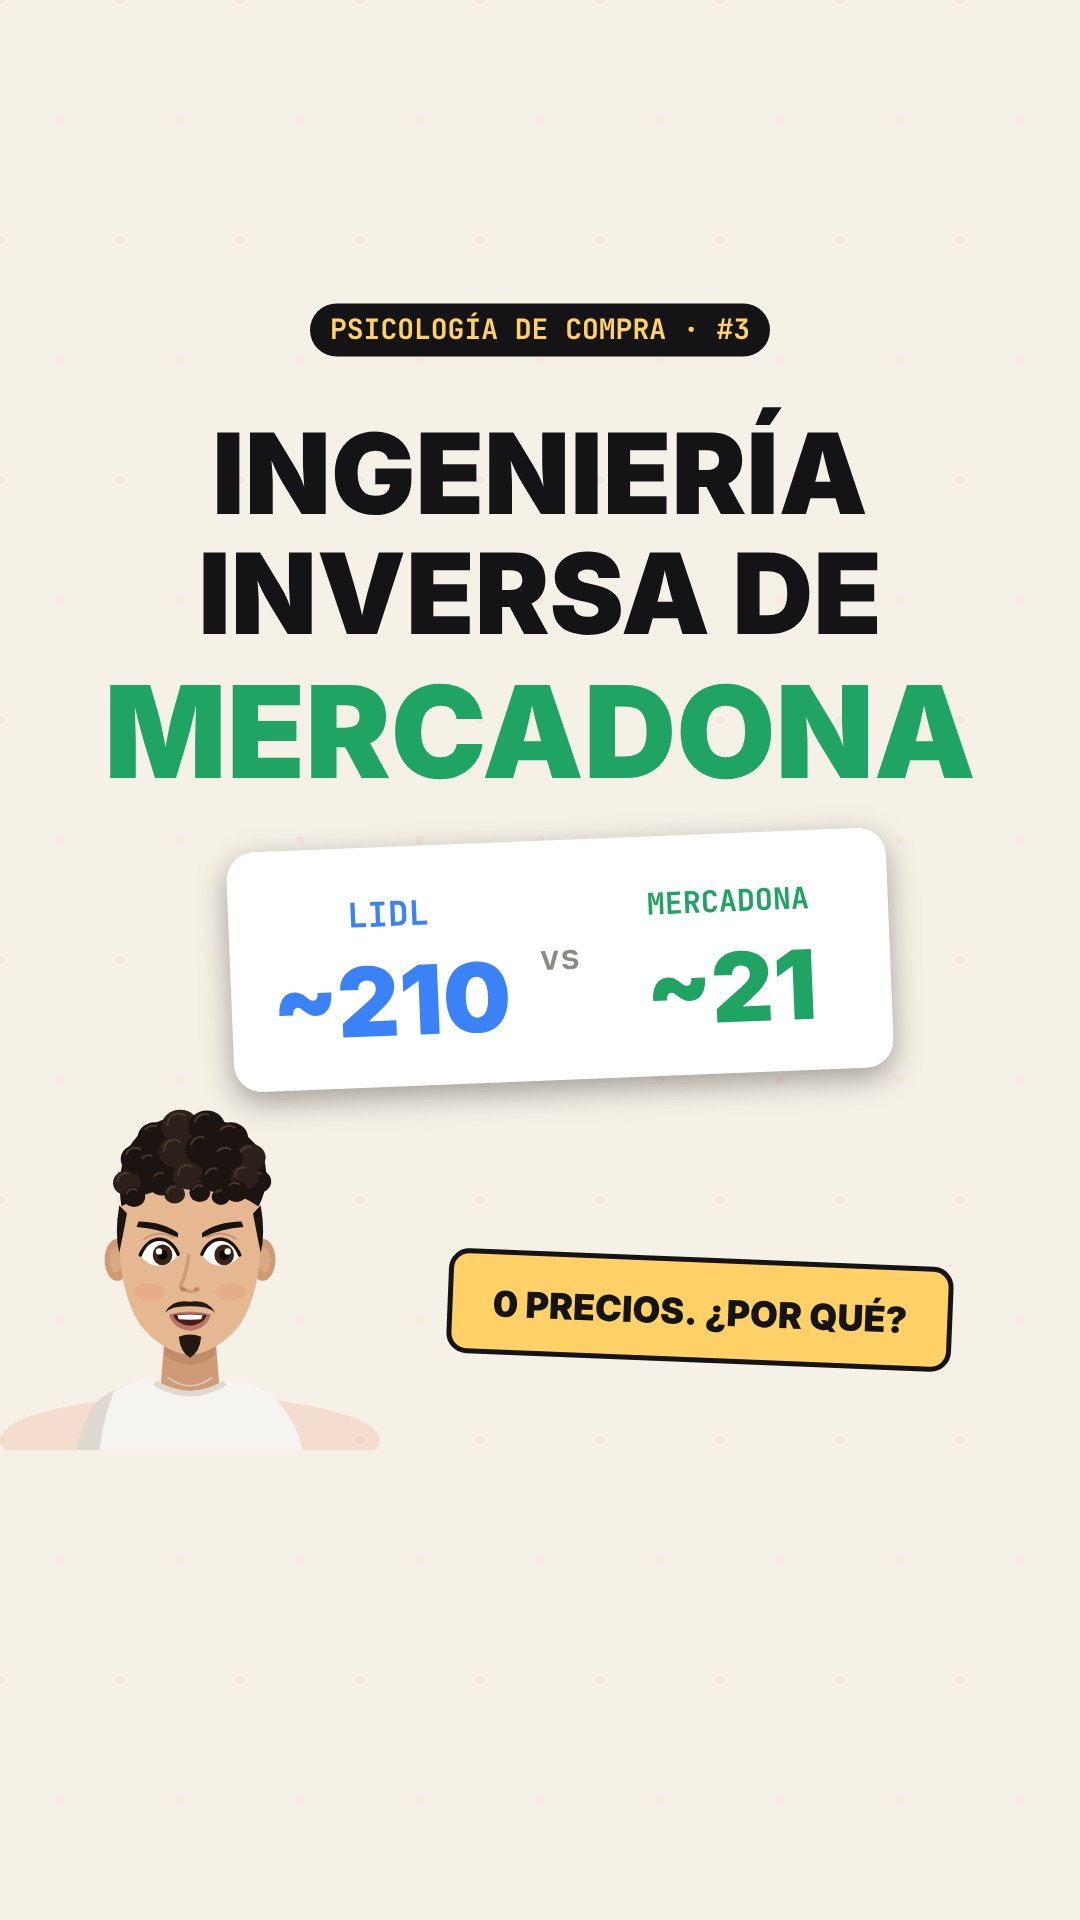 PSICOLOGÍA DE COMPRA · #3
INGENIERÍA
INVERSA DE
MERCADONA
LIDL
~210
vs
MERCADONA
~21
0 PRECIOS. ¿POR QUÉ?